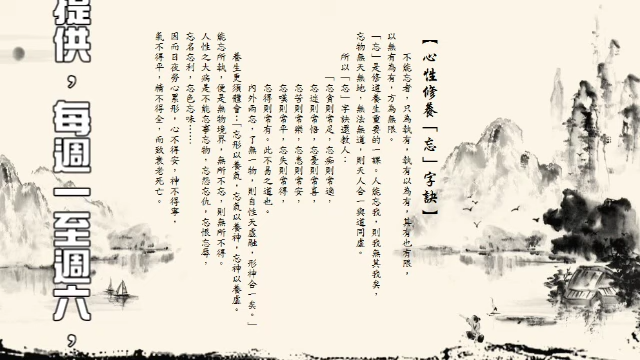 【心性修養「忘」字訣】
不能忘者，只為執有，執有以為有，其有也有限，
以無有為有，方為無限。
「忘」是修道養生重要的一課。人能忘我，則我無莫我矣，
忘物無天無地，無法無道，則天人合一與道同虛。
所以「忘」字訣還教人：
「忘貪則常足，忘癡則常逸，
忘迷則常悟，忘憂則常喜，
忘苦則常樂，忘患則常安，
忘嗔則常平，忘失則常得，
忘得則常有。此不易之道也。
內外兩忘，了無一物，則自性天虛融，形神合一矣。」
養生更須體會：「忘形以養氣，忘氣以養神，忘神以養虛。
能忘所執，便是無物境界，無所不忘，則無所不得。
人性之大病是不能忘事忘物，忘怨忘仇，忘恨忘辱，
忘名忘利，忘色忘味……
因而日夜勞心累形，心不得安，神不得寧，
氣不得平，精不得全，而致衰老死亡。
提供，每週一至週六，